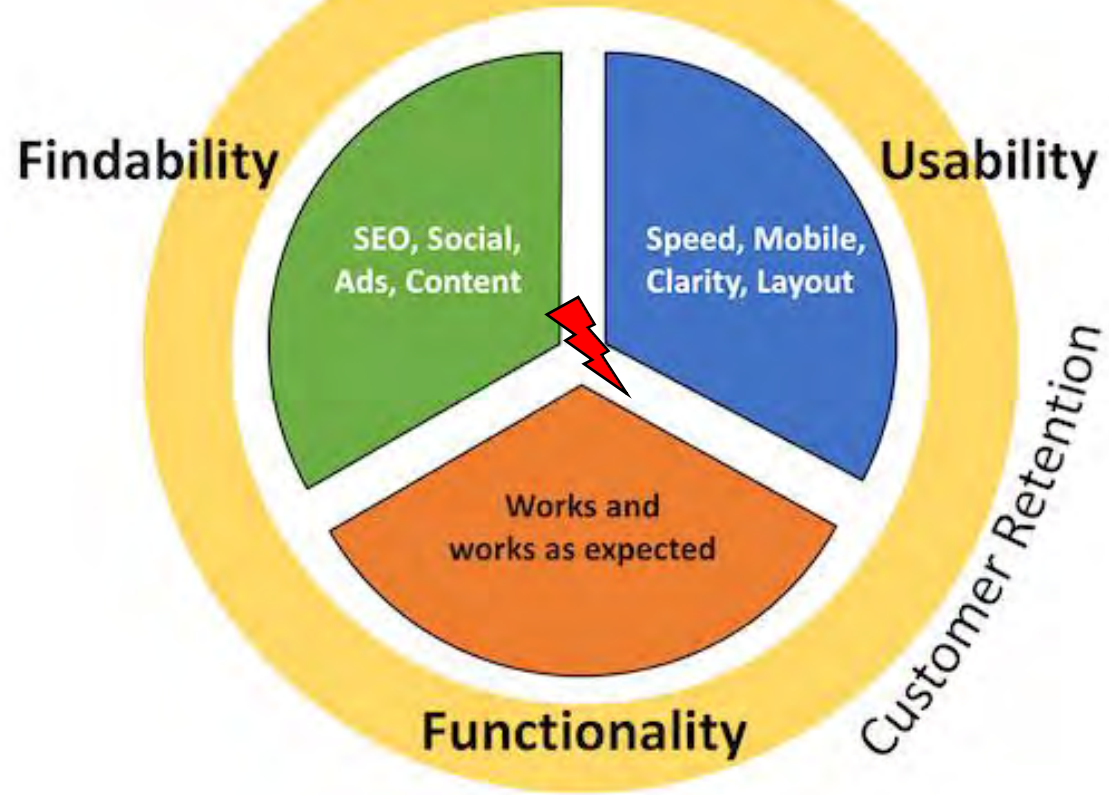 Findability
Usability
SEO, Social,
Ads, Content
Speed, Mobile,
Clarity, Layout
Works and
works as expected
Functionality
Customer Retention